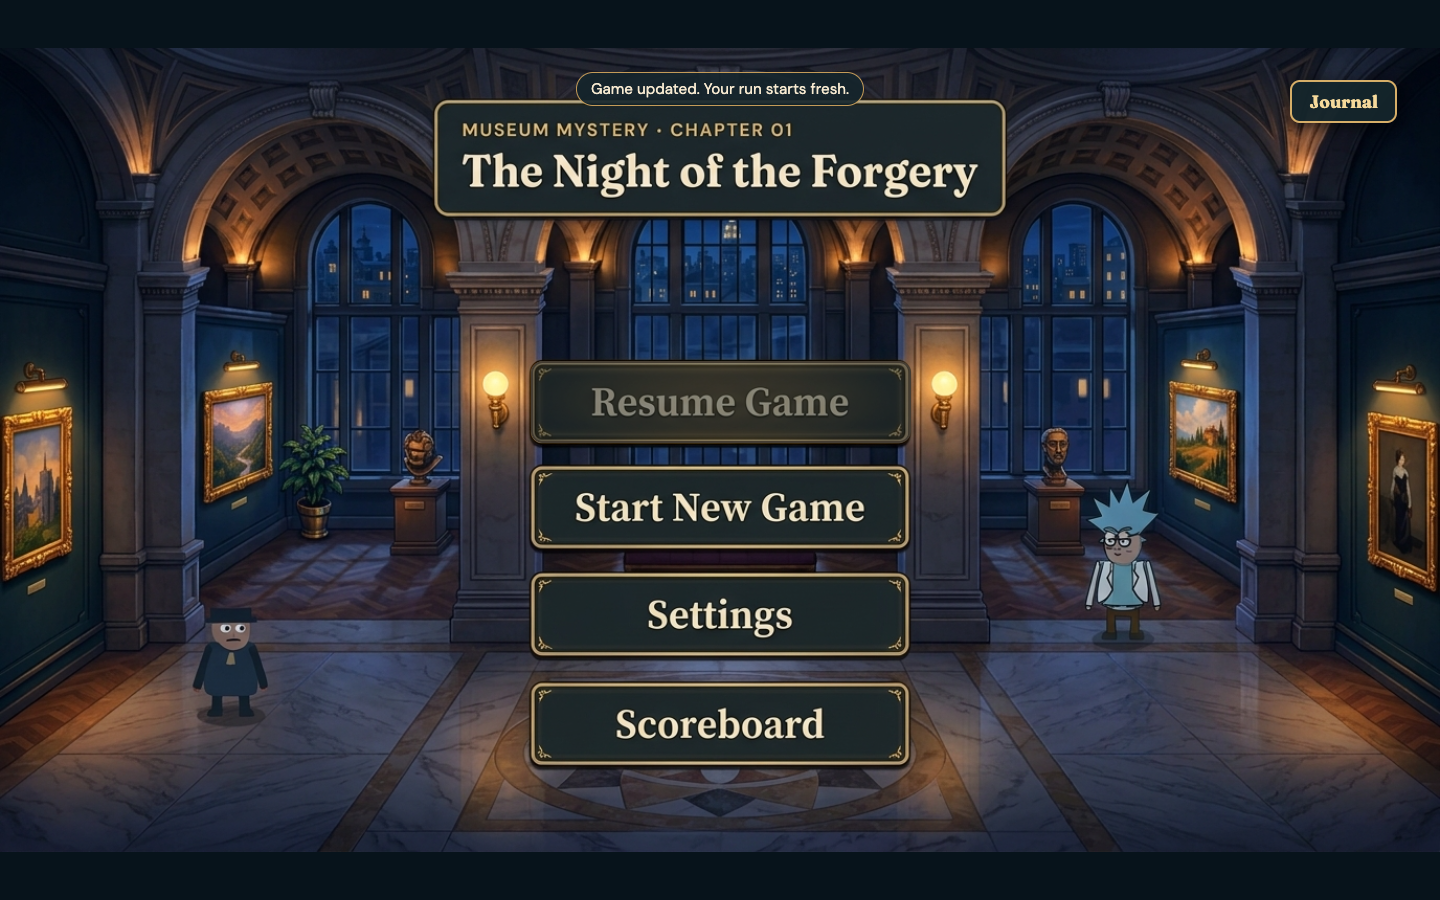 Game updated. Your run starts fresh.
Journal
MUSEUM MYSTERY • CHAPTER 01
The Night of the Forgery
Resume Game
Start New Game
Settings
Scoreboard